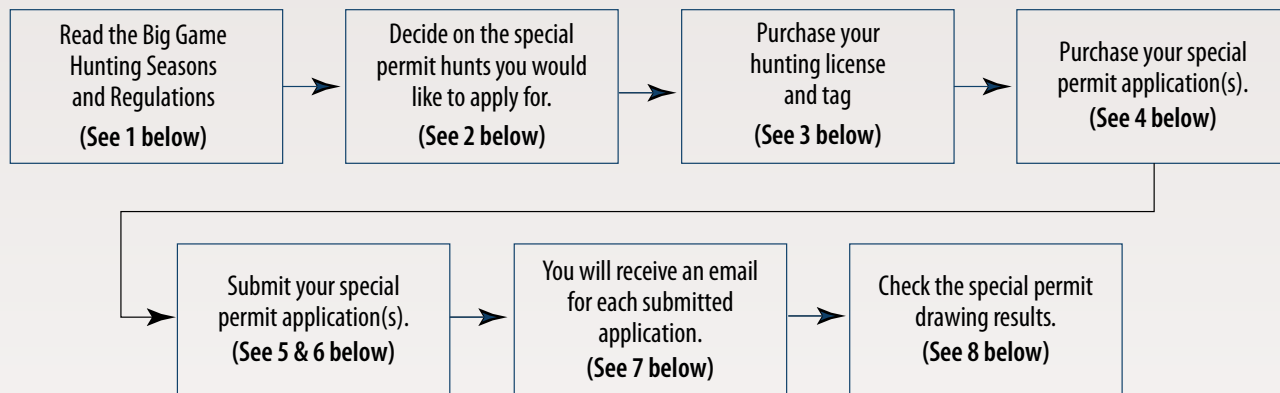 Read the Big Game
Hunting Seasons
and Regulations
(See 1 below)
Decide on the special
permit hunts you would
like to apply for.
(See 2 below)
Purchase your
hunting license
and tag
(See 3 below)
Purchase your special
permit application(s).
(See 4 below)
Submit your special
permit application(s).
(See 5 & 6 below)
You will receive an email
for each submitted
application.
(See 7 below)
Check the special permit
drawing results.
(See 8 below)